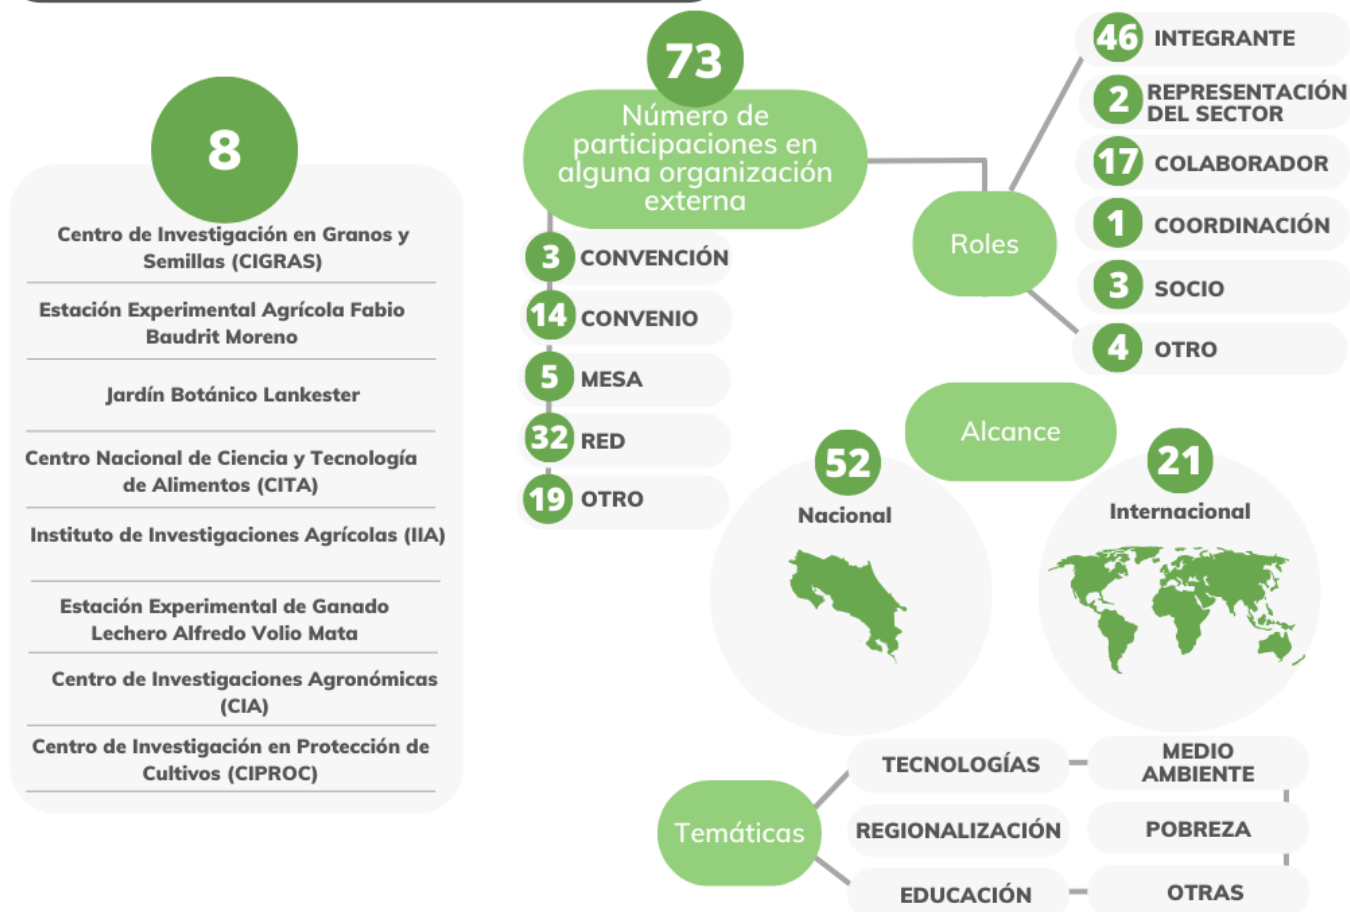 8
Centro de Investigación en Granos y
Semillas (CIGRAS)
Estación Experimental Agrícola Fabio
Baudrit Moreno
Jardín Botánico Lankester
Centro Nacional de Ciencia y Tecnología
de Alimentos (CITA)
Instituto de Investigaciones Agrícolas (IIA)
Estación Experimental de Ganado
Lechero Alfredo Volio Mata
Centro de Investigaciones Agronómicas
(CIA)
Centro de Investigación en Protección de
Cultivos (CIPROC)
73
Número de
participaciones en
alguna organización
externa
3 CONVENCIÓN
14 CONVENIO
5 MESA
32 RED
19 OTRO
Roles
46 INTEGRANTE
2 REPRESENTACIÓN
DEL SECTOR
17 COLABORADOR
1 COORDINACIÓN
3 SOCIO
4 OTRO
Alcance
52
Nacional
21
Internacional
Temáticas
TECNOLOGÍAS
MEDIO
AMBIENTE
REGIONALIZACIÓN
POBREZA
EDUCACIÓN
OTRAS